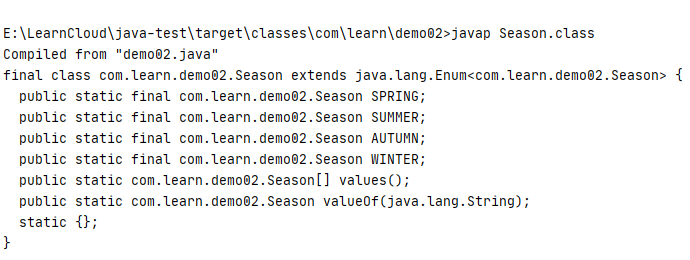 E:\LearnCloud\java-test\target\classes\com\learn\demo02>javap Season.class
Compiled from "demo02.java"
final class com.learn.demo02.Season extends java.lang.Enum<com.learn.demo02.Season> {
  public static final com.learn.demo02.Season SPRING;
  public static final com.learn.demo02.Season SUMMER;
  public static final com.learn.demo02.Season AUTUMN;
  public static final com.learn.demo02.Season WINTER;
  public static com.learn.demo02.Season[] values();
  public static com.learn.demo02.Season valueOf(java.lang.String);
  static {};
}